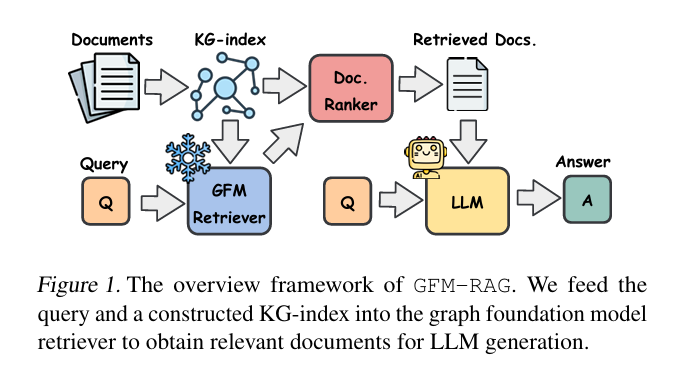 Documents
KG-index
Retrieved Docs.
Doc.
Ranker
Query
Q
GFM
Retriever
Q
AI
LLM
Answer
A
Figure 1. The overview framework of GFM-RAG. We feed the
query and a constructed KG-index into the graph foundation model
retriever to obtain relevant documents for LLM generation.